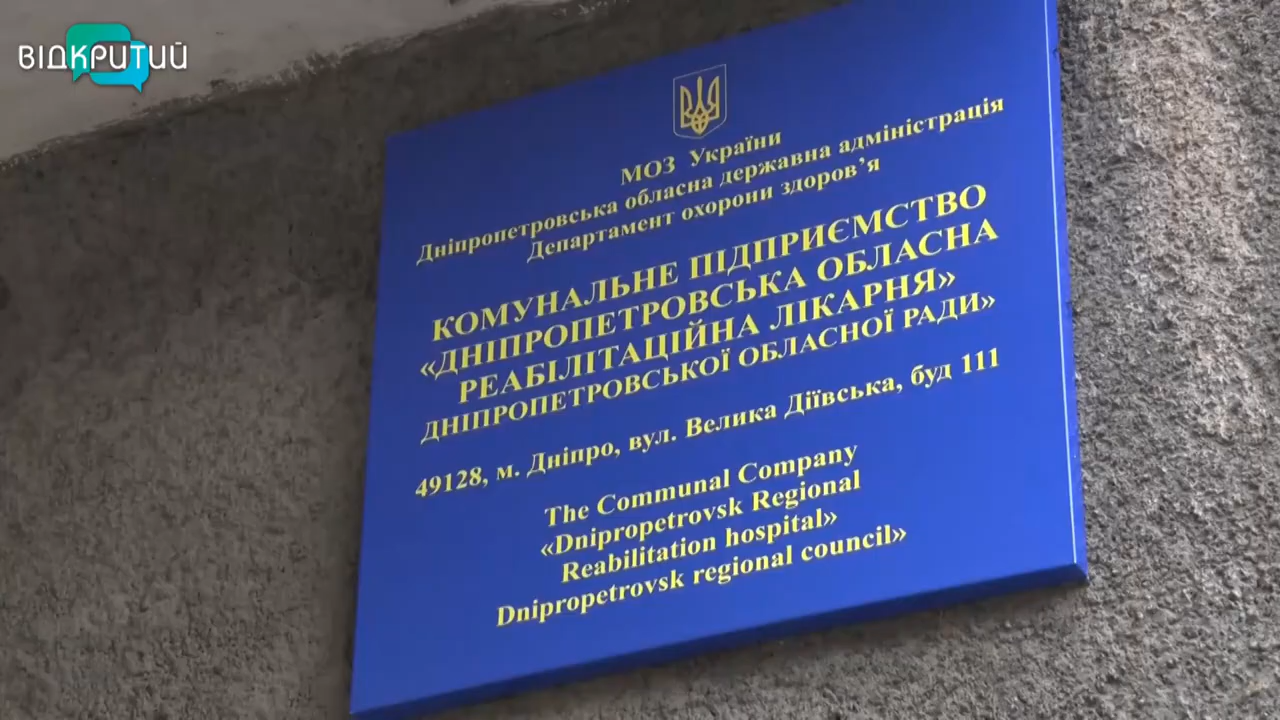 ВІДКРИТИЙ
МОЗ України
Дніпропетровська обласна державна адміністрація
Департамент охорони здоров’я
КОМУНАЛЬНЕ ПІДПРИЄМСТВО
«ДНІПРОПЕТРОВСЬКА ОБЛАСНА
РЕАБІЛІТАЦІЙНА ЛІКАРНЯ»
ДНІПРОПЕТРОВСЬКОЇ ОБЛАСНОЇ РАДИ»
49128, м. Дніпро, вул. Велика Діївська, буд 111
The Communal Company
«Dnipropetrovsk Regional
Reabilitation hospital»
Dnipropetrovsk regional council»